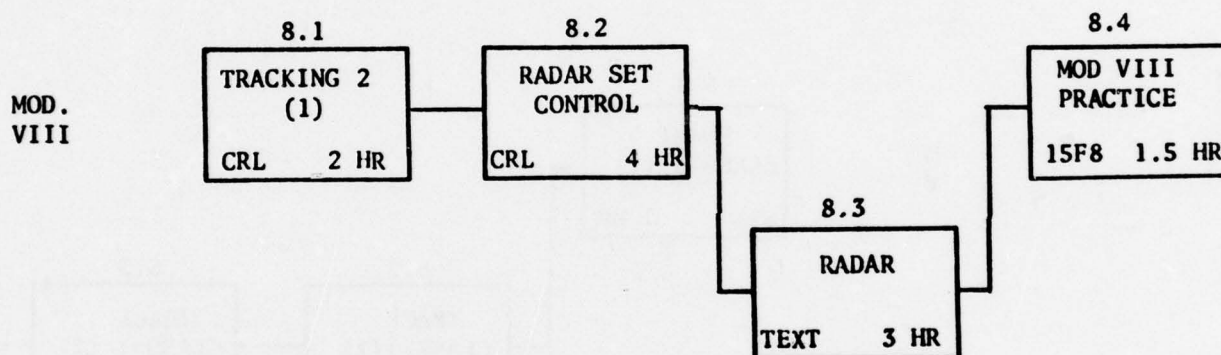 MOD.
VIII
8.1
TRACKING 2
(1)
CRL 2 HR
8.2
RADAR SET
CONTROL
CRL 4 HR
8.3
RADAR
TEXT 3 HR
8.4
MOD VIII
PRACTICE
15F8 1.5 HR